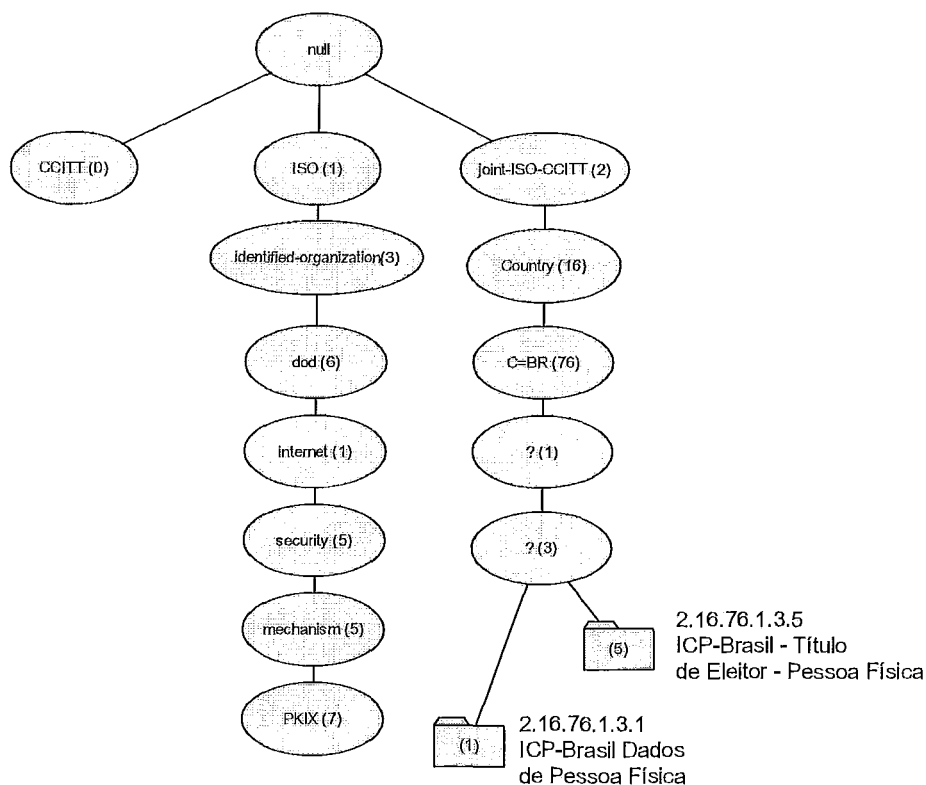 null
CCITT (0)
ISO (1)
joint-ISO-CCITT (2)
identified-organization(3)
Country (16)
dod (6)
C=BR (76)
internet (1)
? (1)
security (5)
? (3)
mechanism (5)
(5)
2.16.76.1.3.5
ICP-Brasil - Título
de Eleitor - Pessoa Física
PKIX (7)
(1)
2.16.76.1.3.1
ICP-Brasil Dados
de Pessoa Física